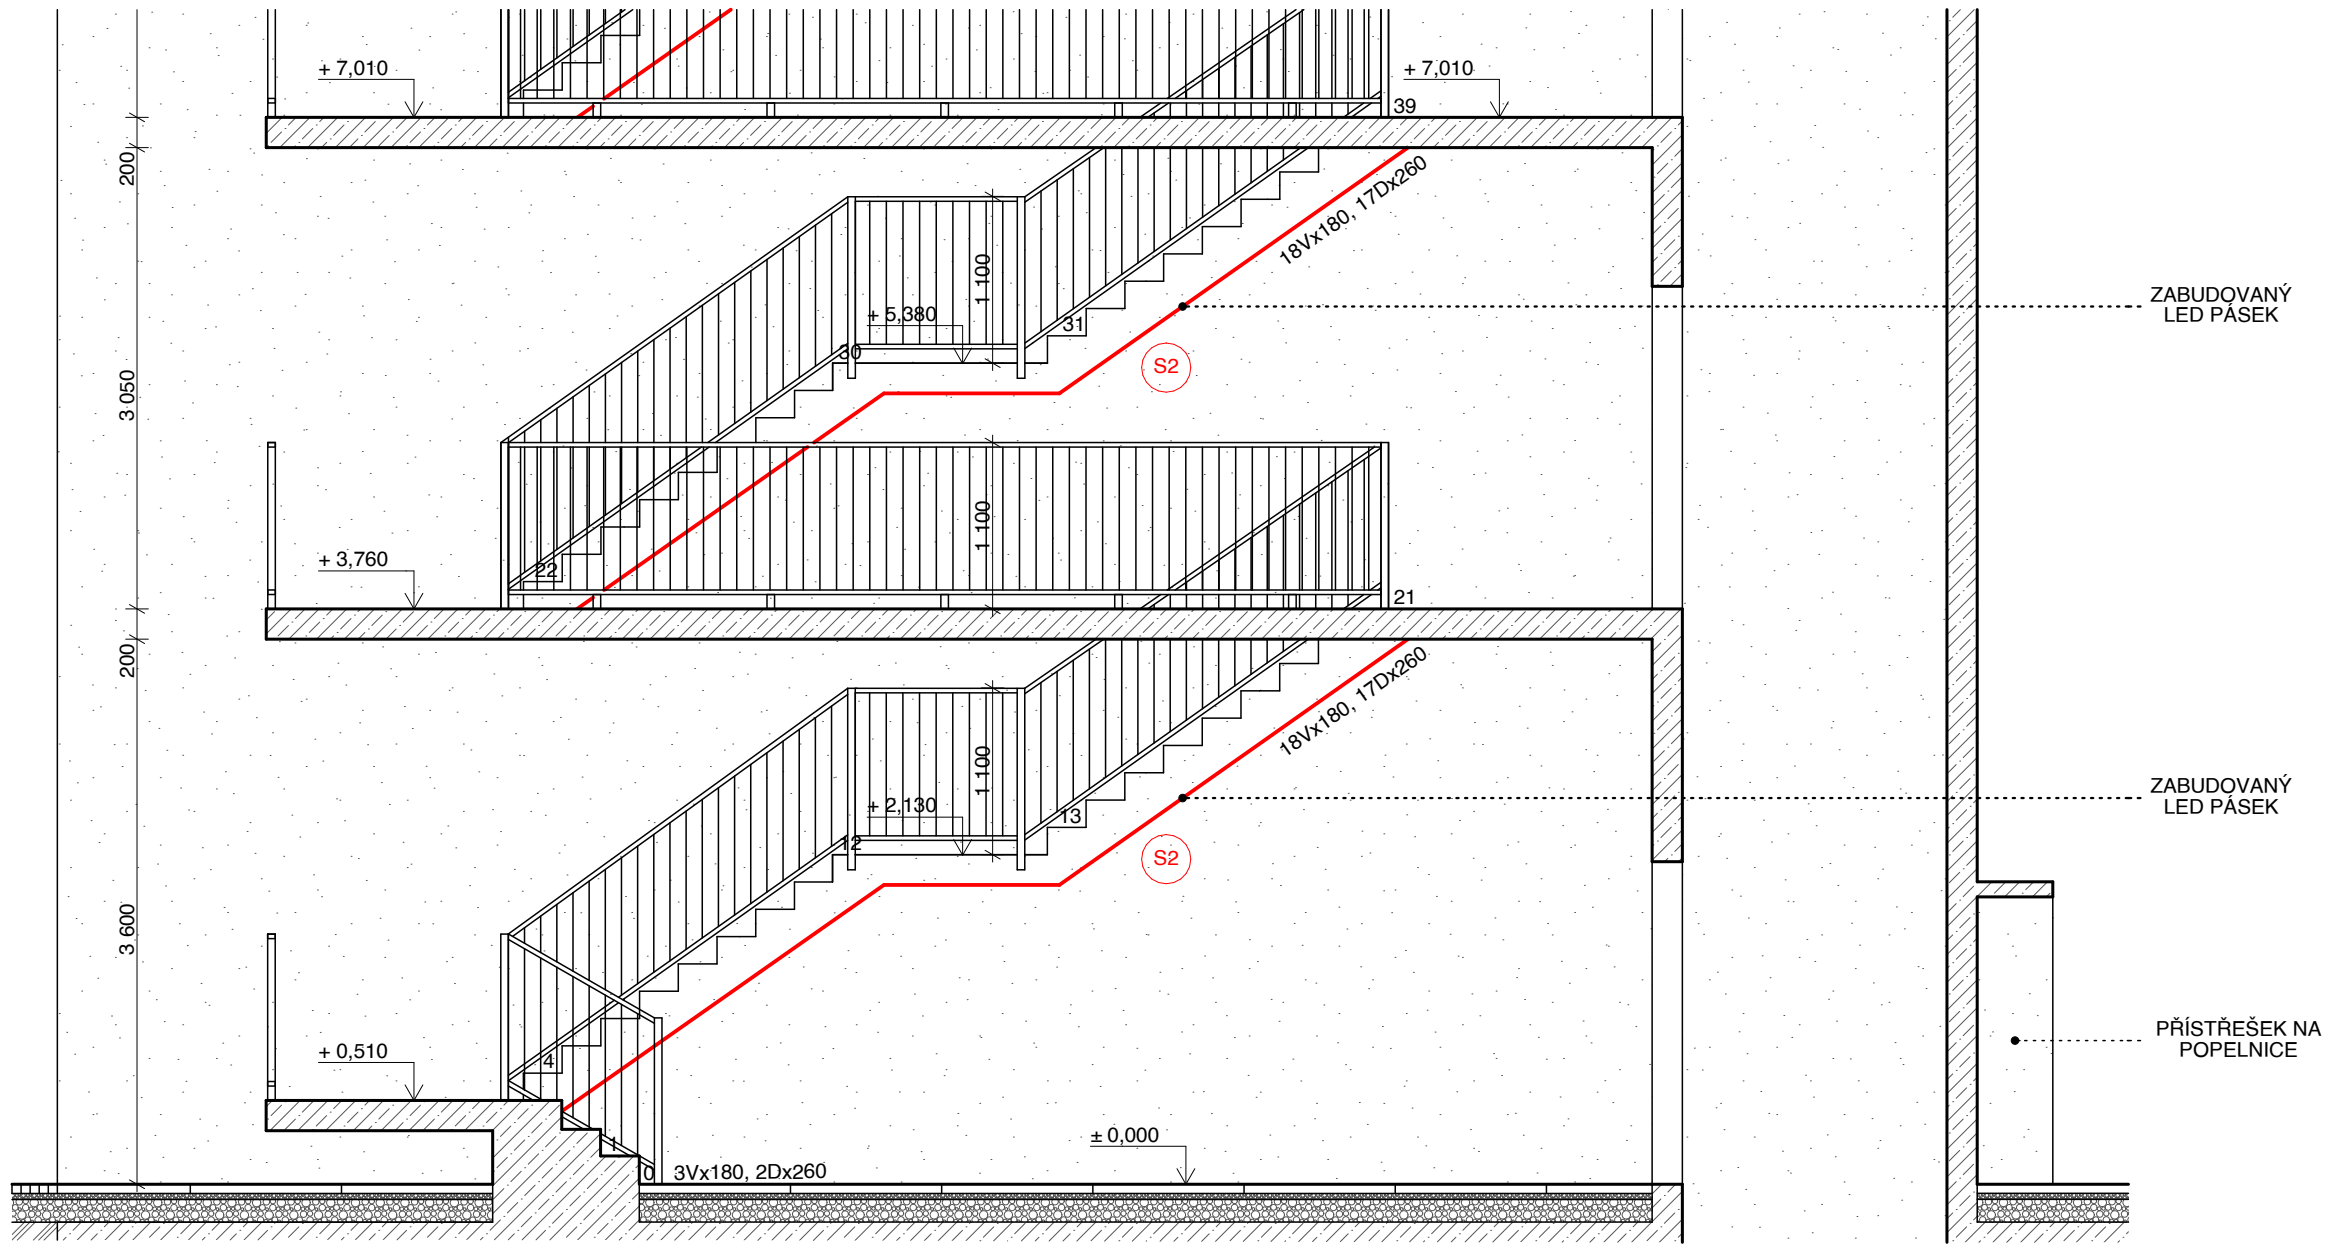 + 7,010
+ 7,010
39
200
18Vx180, 17Dx260
1 100
+ 5,380
31
30
S2
ZABUDOVANÝ
LED PÁSEK
3 050
1 100
+ 3,760
22
21
200
18Vx180, 17Dx260
1 100
+ 2,130
13
12
S2
ZABUDOVANÝ
LED PÁSEK
3 600
+ 0,510
4
1
0
3Vx180, 2Dx260
± 0,000
PŘÍSTŘEŠEK NA
POPELNICE